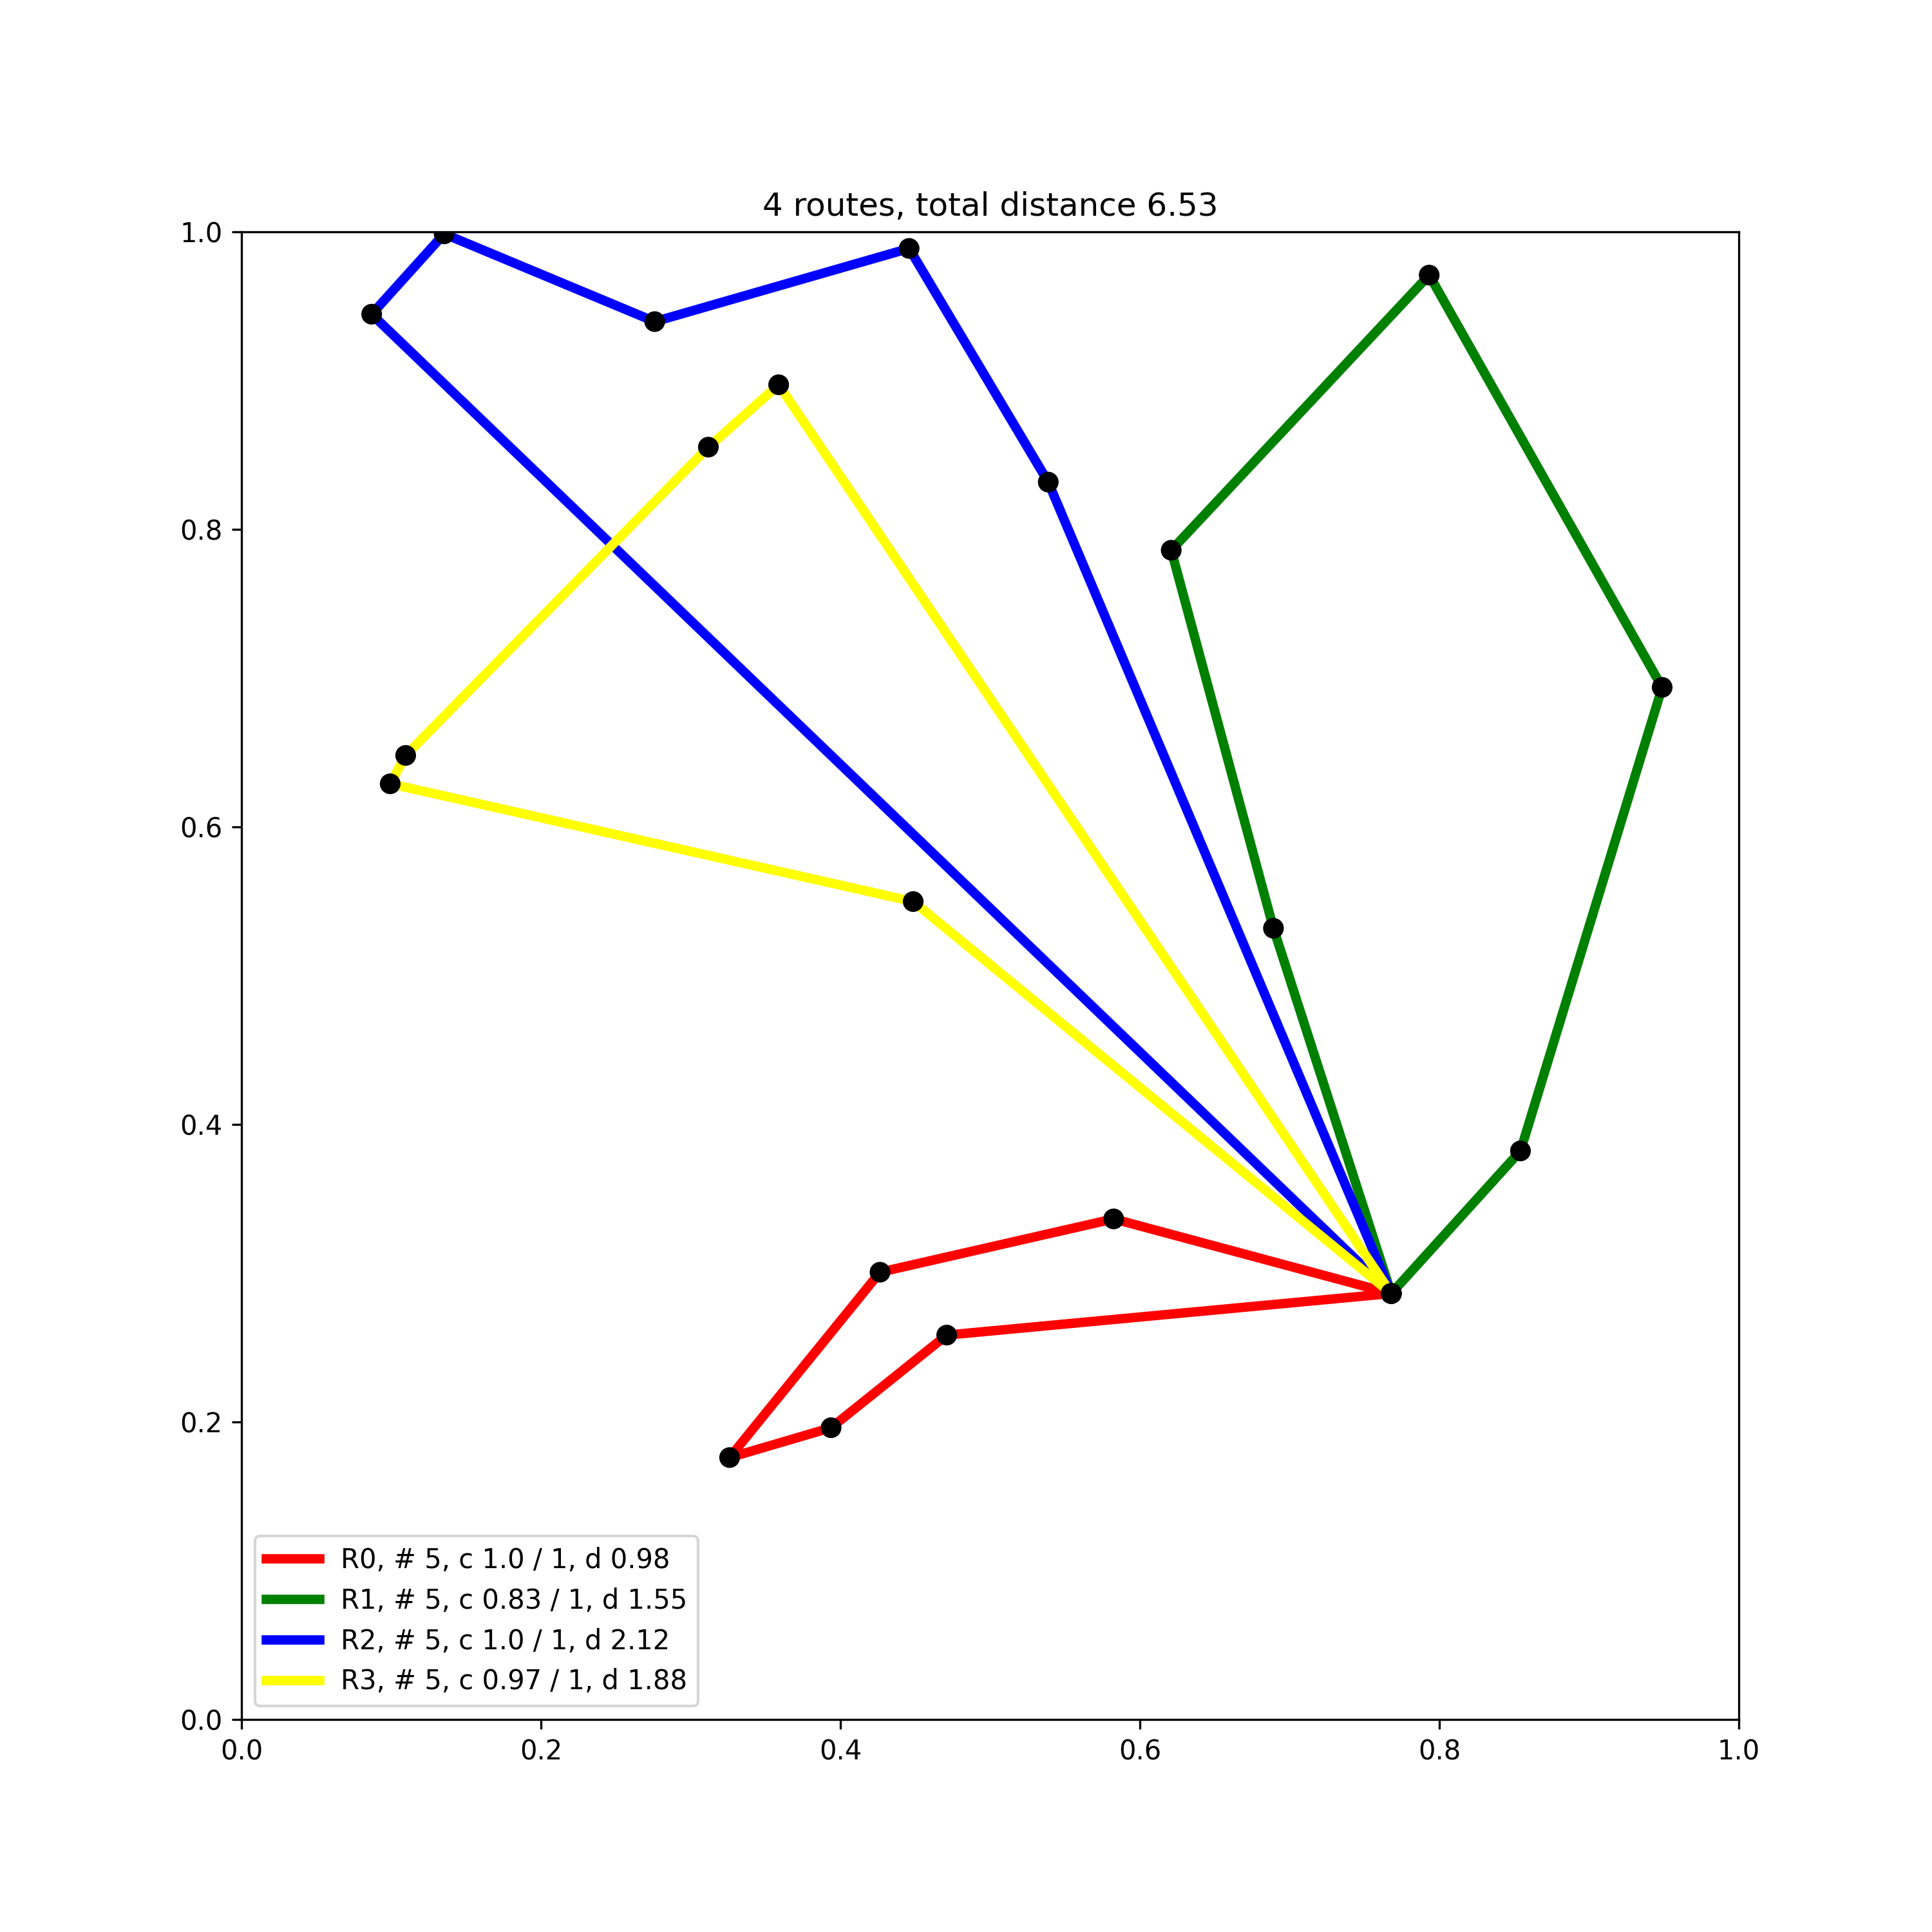 4 routes, total distance 6.53
1.0
0.8
0.6
0.4
0.2
0.0
R0, # 5, c 1.0 / 1, d 0.98
R1, # 5, c 0.83 / 1, d 1.55
R2, # 5, c 1.0 / 1, d 2.12
R3, # 5, c 0.97 / 1, d 1.88
0.0 0.2 0.4 0.6 0.8 1.0